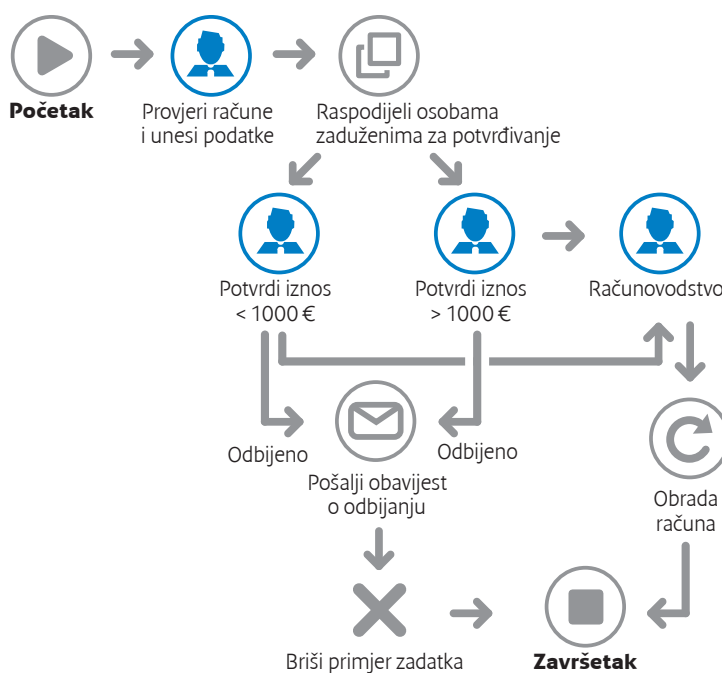 Početak
Provjeri račune
i unesi podatke
Raspodijeli osobama
zaduženima za potvrđivanje
Potvrdi iznos
< 1000 €
Potvrdi iznos
> 1000 €
Računovodstvo
Odbijeno
Odbijeno
Pošalji obavijest
o odbijanju
Obrada
računa
Briši primjer zadatka
Završetak